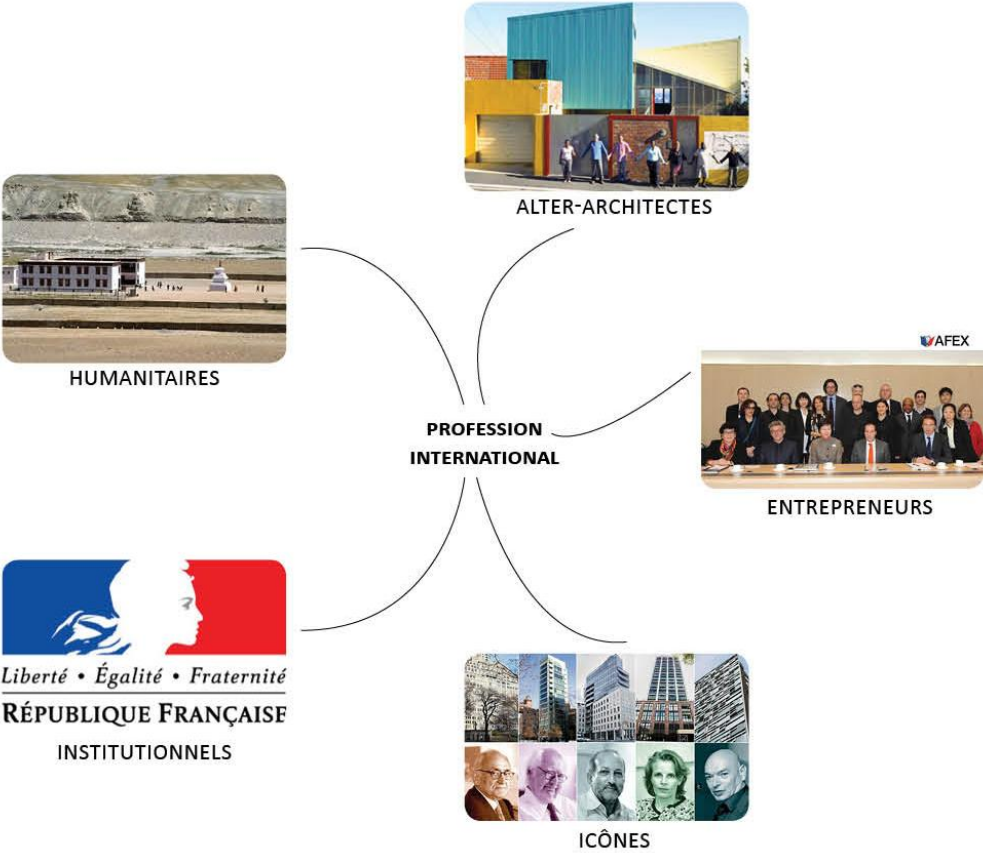 ALTER-ARCHITECTES
HUMANITAIRES
AFEX
PROFESSION
INTERNATIONAL
ENTREPRENEURS
Liberté • Égalité • Fraternité
RÉPUBLIQUE FRANÇAISE
INSTITUTIONNELS
ICÔNES